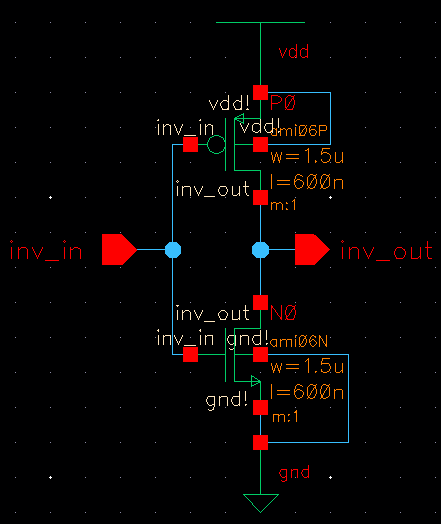 vdd
vdd!
P0
inv_in
vdd!
ami06P
w=1.5u
inv_out
l=600n
m:1
inv_in
inv_out
inv_out
N0
inv_in
gnd!
ami06N
w=1.5u
l=600n
gnd!
m:1
gnd